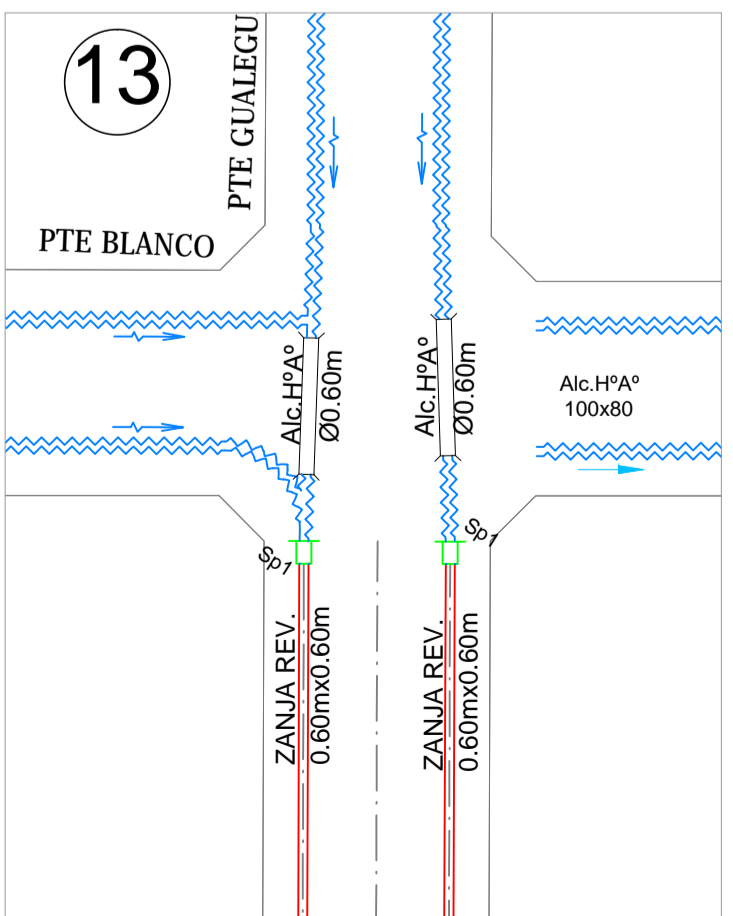 13
PTE GUALEGU
PTE BLANCO
Alc.HºAº
Ø0.60m
Alc.HºAº
Ø0.60m
Alc.HºAº
100x80
Sp1
Sp1
ZANJA REV.
0.60mx0.60m
ZANJA REV.
0.60mx0.60m